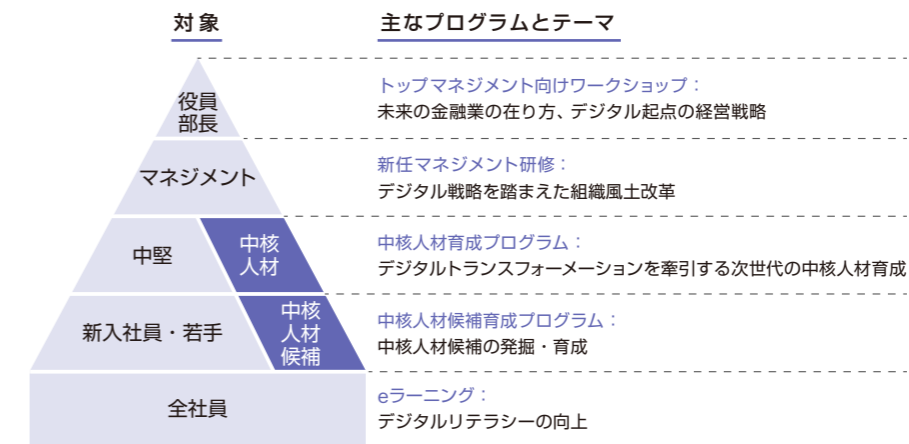 対象
主なプログラムとテーマ
役員
部長
トップマネジメント向けワークショップ：
未来の金融業の在り方、デジタル起点の経営戦略
マネジメント
新任マネジメント研修：
デジタル戦略を踏まえた組織風土改革
中堅
中核
人材
中核人材育成プログラム：
デジタルトランスフォーメーションを牽引する次世代の中核人材育成
新入社員・若手
中核
人材
候補
中核人材候補育成プログラム：
中核人材候補の発掘・育成
全社員
eラーニング：
デジタルリテラシーの向上